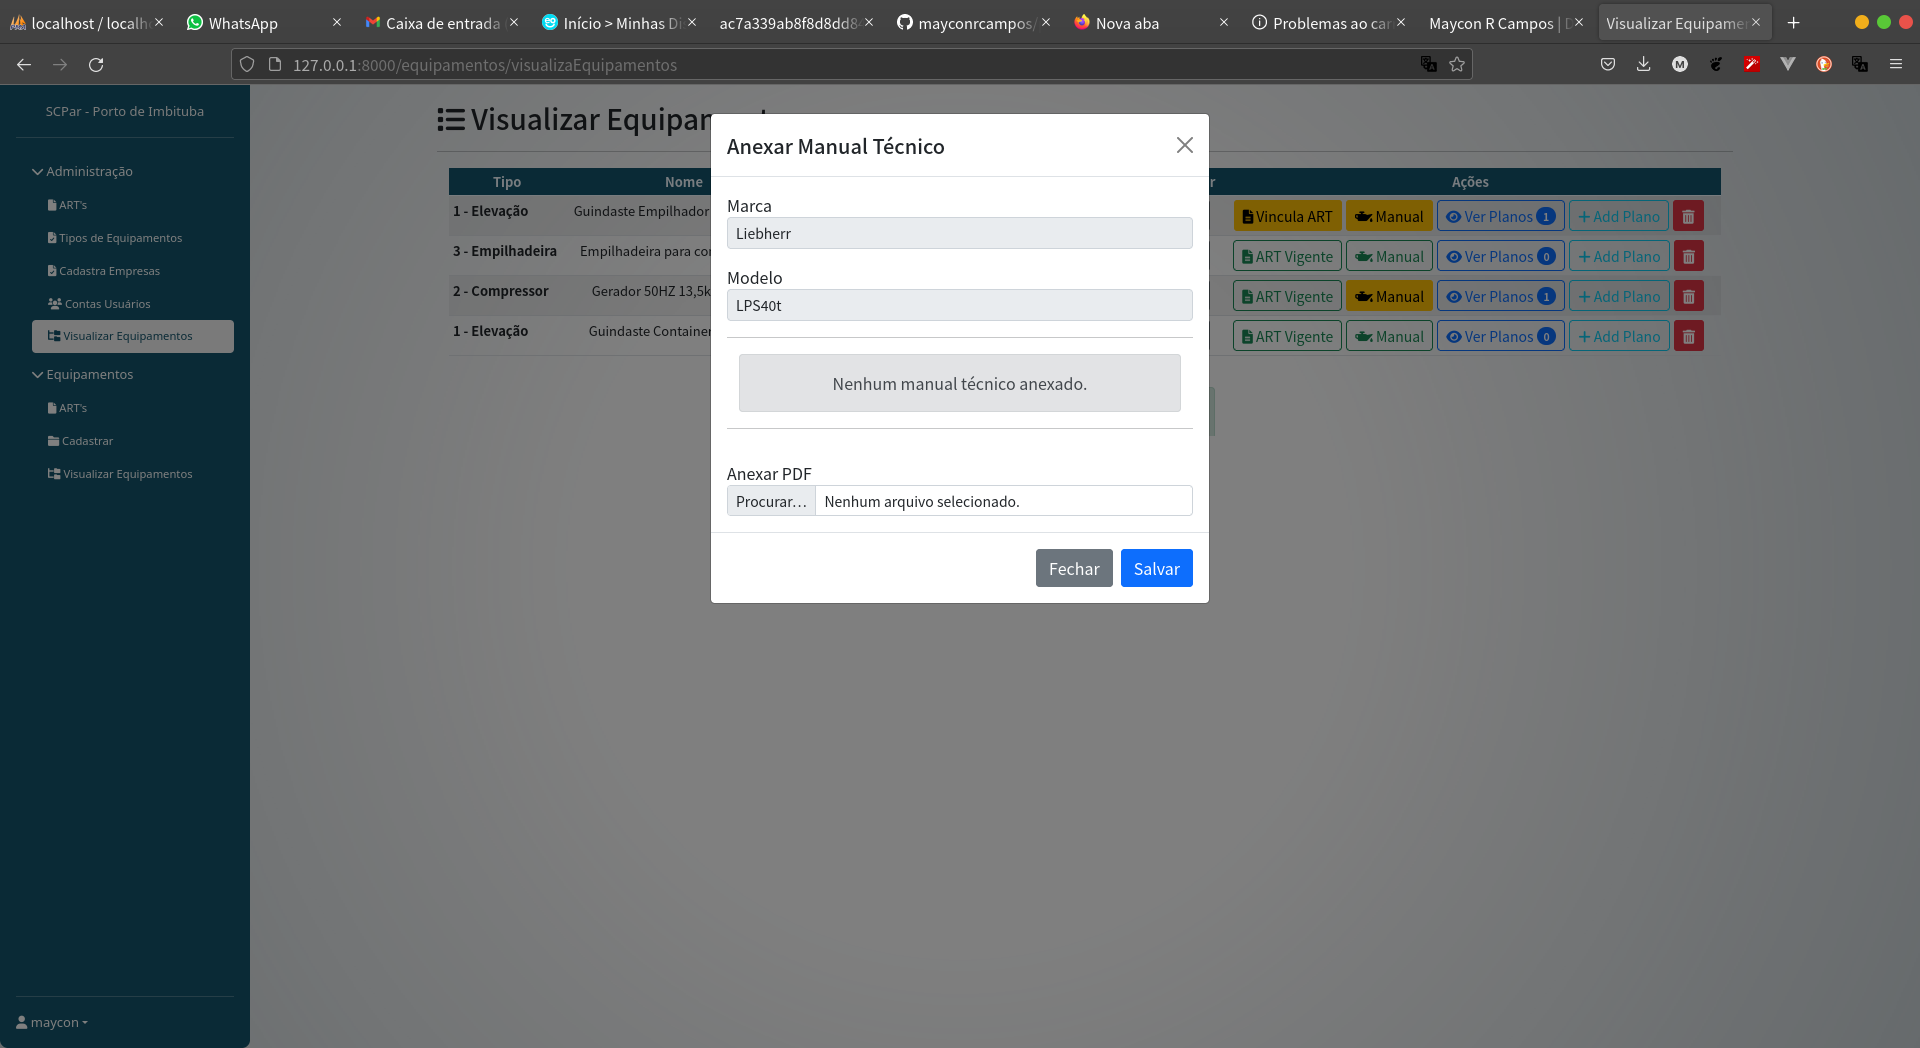 localhost / localh
WhatsApp
Caixa de entrada
Início > Minhas Di
ac7a339ab8f8d8dd8
mayconrcampos/
Nova aba
Problemas ao car
Maycon R Campos |
Visualizar Equipamen
127.0.0.1:8000/equipamentos/visualizaEquipamentos
M
SCPar - Porto de Imbituba
Administração
ART's
Tipos de Equipamentos
Cadastra Empresas
Contas Usuários
Visualizar Equipamentos
Equipamentos
ART's
Cadastrar
Visualizar Equipamentos
maycon
Visualizar Equipam
Tipo Nome r Ações
1 - Elevação Guindaste Empilhador Vincula ART Manual Ver Planos 1 + Add Plano
3 - Empilhadeira Empilhadeira para co ART Vigente Manual Ver Planos 0 + Add Plano
2 - Compressor Gerador 50HZ 13,5k ART Vigente Manual Ver Planos 1 + Add Plano
1 - Elevação Guindaste Container ART Vigente Manual Ver Planos 0 + Add Plano
Anexar Manual Técnico
Marca
Liebherr
Modelo
LPS40t
Nenhum manual técnico anexado.
Anexar PDF
Procurar... Nenhum arquivo selecionado.
Fechar Salvar